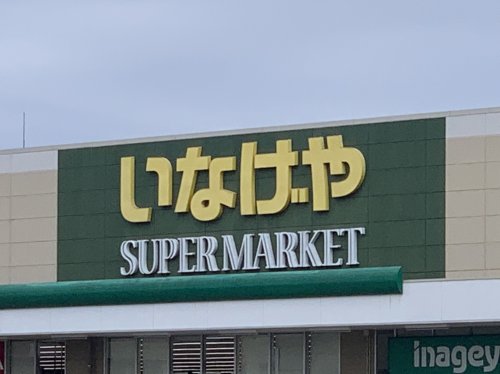 いなげや
SUPERMARKET
inagey